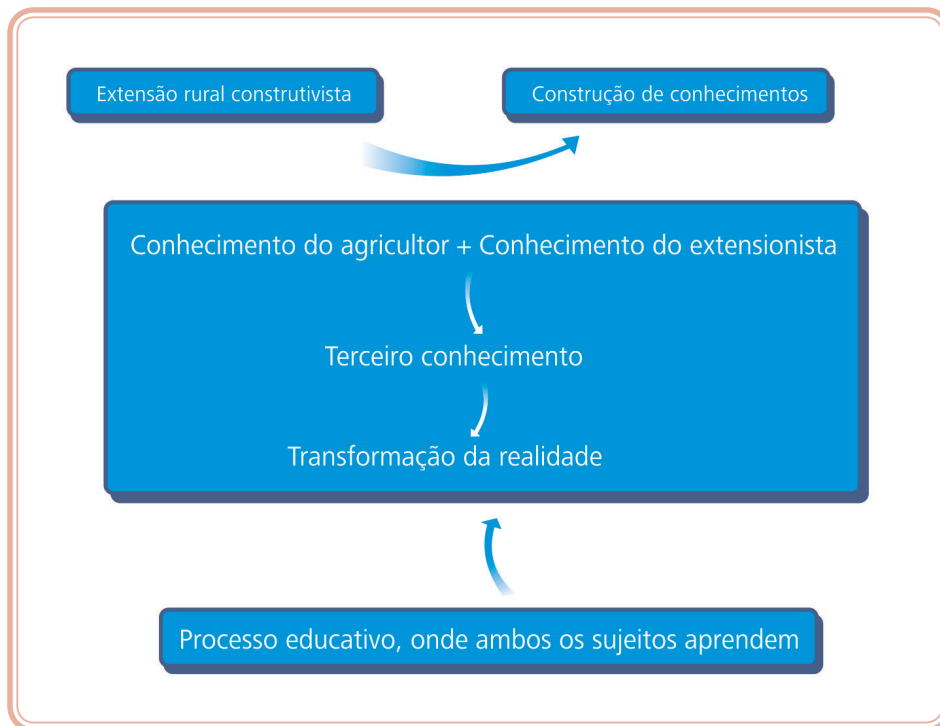 Extensão rural construtivista
Construção de conhecimentos
Conhecimento do agricultor + Conhecimento do extensionista
Terceiro conhecimento
Transformação da realidade
Processo educativo, onde ambos os sujeitos aprendem